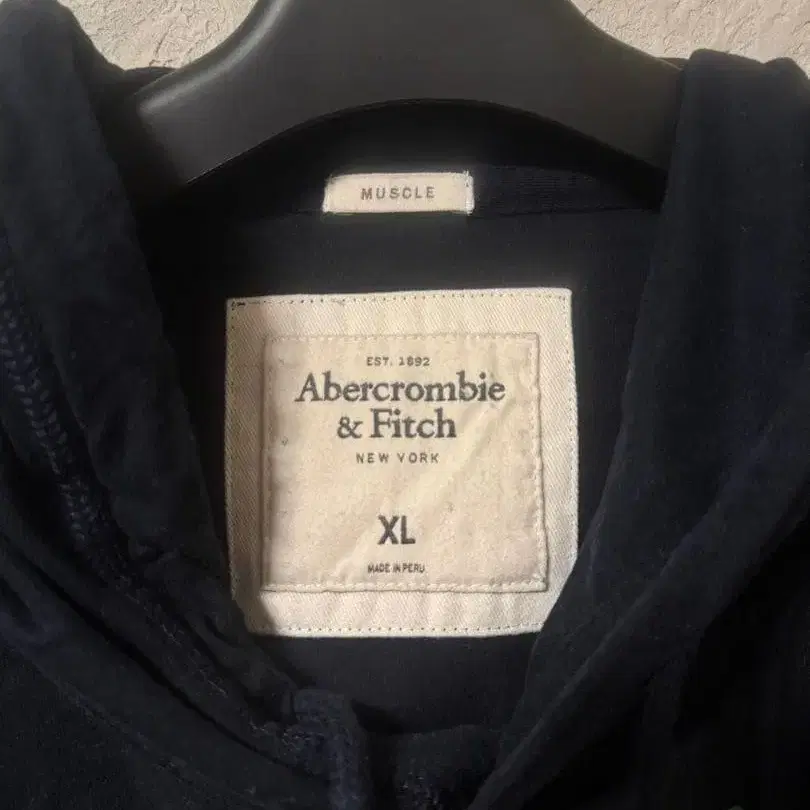 MUSCLE
EST. 1892
Abercrombie
& Fitch
NEW YORK
XL
MADE IN PERU